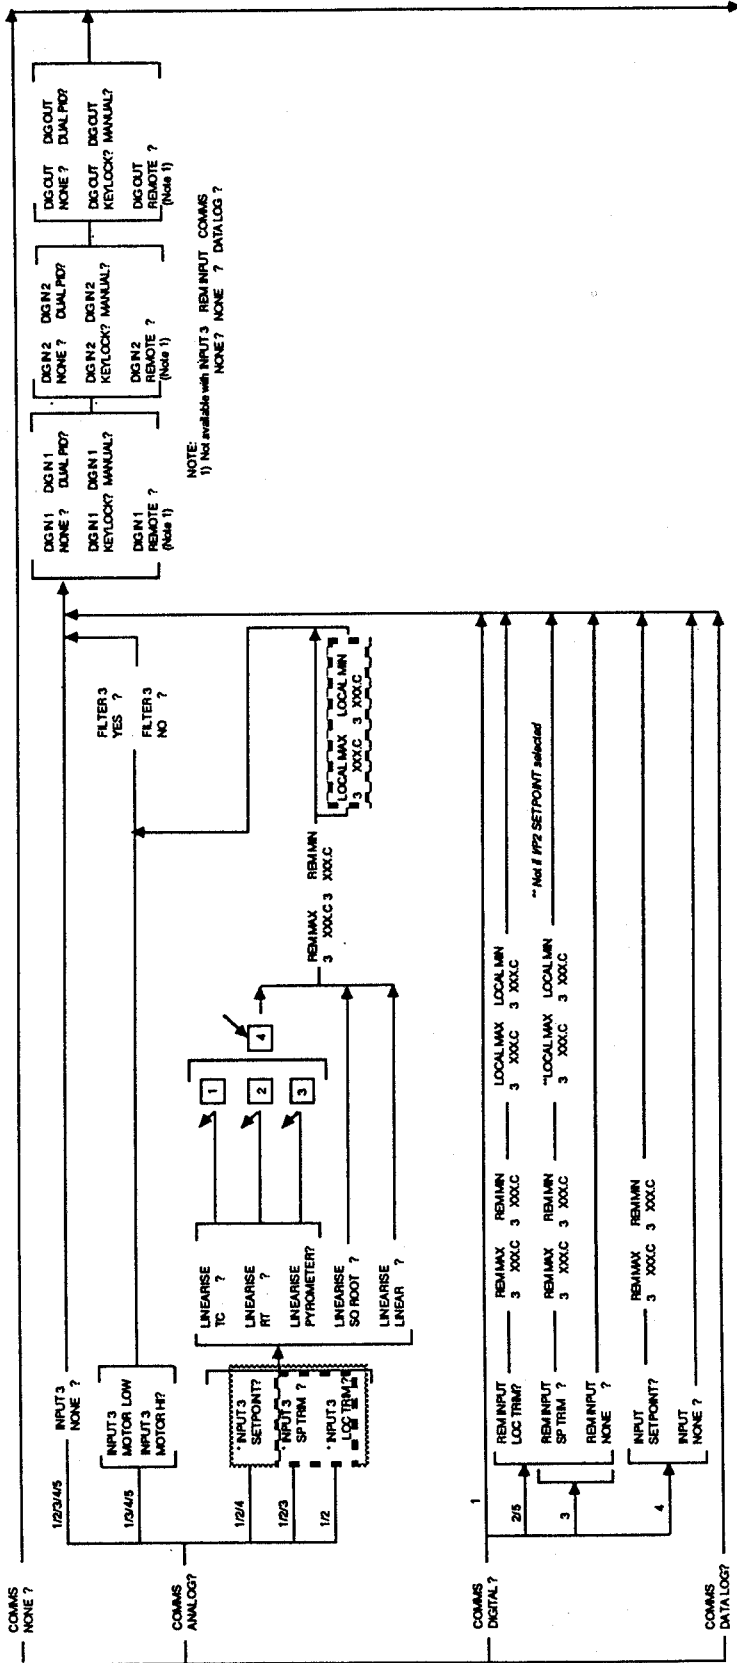 COMMS
NONE ?
COMMS
ANALOG?
COMMS
DIGITAL ?
COMMS
DATA LOG ?
1/2/3/4/5
INPUT 3
NONE ?
1/3/4/5
INPUT 3
MOTOR LOW
INPUT 3
MOTOR HI?
1/2/4
* INPUT 3
SETPOINT?
1/2/3
* INPUT 3
SP TRIM ?
1/2
* INPUT 3
LOC TRIM?
LINEARISE
TC ?
LINEARISE
RT ?
LINEARISE
PYROMETER?
LINEARISE
SQ ROOT ?
LINEARISE
LINEAR ?
1
2
3
4
REM MAX REM MIN
3 XXX.C 3 XXX.C
LOCAL MAX LOCAL MIN
3 XXX.C 3 XXX.C
FILTER 3
YES ?
FILTER 3
NO ?
DIG IN 1 DIG IN 1
NONE ? DUAL PID?
DIG IN 1 DIG IN 1
KEYLOCK? MANUAL?
DIG IN 1
REMOTE ?
(Note 1)
DIG IN 2 DIG IN 2
NONE ? DUAL PID?
DIG IN 2 DIG IN 2
KEYLOCK? MANUAL?
DIG IN 2
REMOTE ?
(Note 1)
DIG OUT DIG OUT
NONE ? DUAL PID?
DIG OUT DIG OUT
KEYLOCK? MANUAL?
DIG OUT
REMOTE ?
(Note 1)
NOTE:
1) Not available with INPUT 3 REM INPUT COMMS
NONE ? NONE ? DATA LOG ?
1
2/5
3
4
REM INPUT
LOC TRIM?
REM MAX REM MIN
3 XXX.C 3 XXX.C
LOCAL MAX LOCAL MIN
3 XXX.C 3 XXX.C
REM INPUT
SP TRIM ?
REM MAX REM MIN
3 XXX.C 3 XXX.C
**LOCAL MAX LOCAL MIN
3 XXX.C 3 XXX.C
** Not if I/P2 SETPOINT selected
REM INPUT
NONE ?
INPUT
SETPOINT?
REM MAX REM MIN
3 XXX.C 3 XXX.C
INPUT
NONE ?